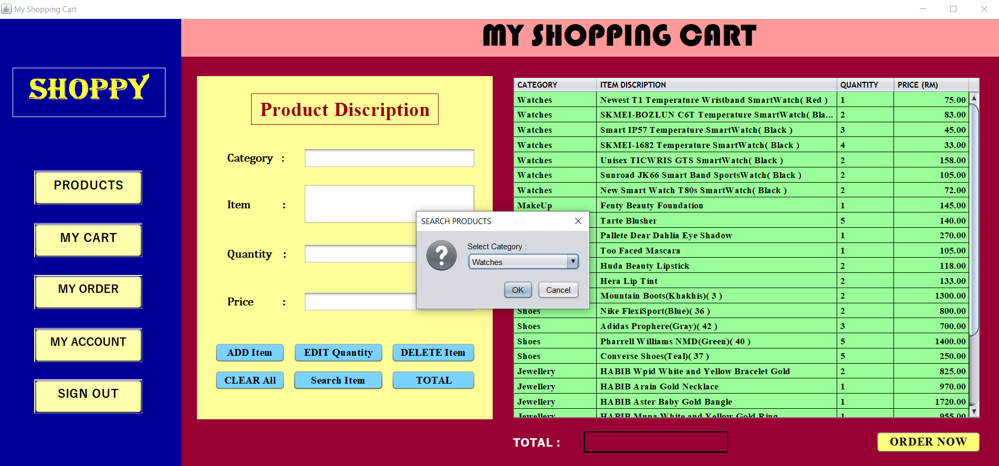 My Shopping Cart
MY SHOPPING CART
SHOPPY
PRODUCTS
MY CART
MY ORDER
MY ACCOUNT
SIGN OUT
Product Discription
Category :
Item :
Quantity :
Price :
ADD Item EDIT Quantity DELETE Item
CLEAR All Search Item TOTAL
SEARCH PRODUCTS
Select Category :
Watches
OK Cancel
CATEGORY ITEM DISCRIPTION QUANTITY PRICE (RM)
Watches Newest T1 Temperature Wristband SmartWatch( Red ) 1 75.00
Watches SKMEI-BOZLUN C6T Temperature SmartWatch( Bla... 2 83.00
Watches Smart IP57 Temperature SmartWatch( Black ) 3 45.00
Watches SKMEI-1682 Temperature SmartWatch( Black ) 4 33.00
Watches Unisex TICWRIS GTS SmartWatch( Black ) 2 158.00
Watches Sunroad JK66 Smart Band SportsWatch( Black ) 2 105.00
Watches New Smart Watch T80s SmartWatch( Black ) 2 72.00
MakeUp Fenty Beauty Foundation 1 145.00
Tarte Blusher 5 140.00
Pallete Dear Dahlia Eye Shadow 1 270.00
Too Faced Mascara 1 105.00
Huda Beauty Lipstick 2 118.00
Hera Lip Tint 2 133.00
Mountain Boots(Khakhis)( 3 ) 2 1300.00
Shoes Nike FlexiSport(Blue)( 36 ) 2 800.00
Shoes Adidas Prophere(Gray)( 42 ) 3 700.00
Shoes Pharrell Williams NMD(Green)( 40 ) 5 1400.00
Shoes Converse Shoes(Teal)( 37 ) 5 250.00
Jewellery HABIB Wpid White and Yellow Bracelet Gold 2 825.00
Jewellery HABIB Arain Gold Necklace 1 970.00
Jewellery HABIB Aster Baby Gold Bangle 1 1720.00
Jewellery HABIB Muna White and Yellow Gold Ring 1 955.00
TOTAL :
ORDER NOW